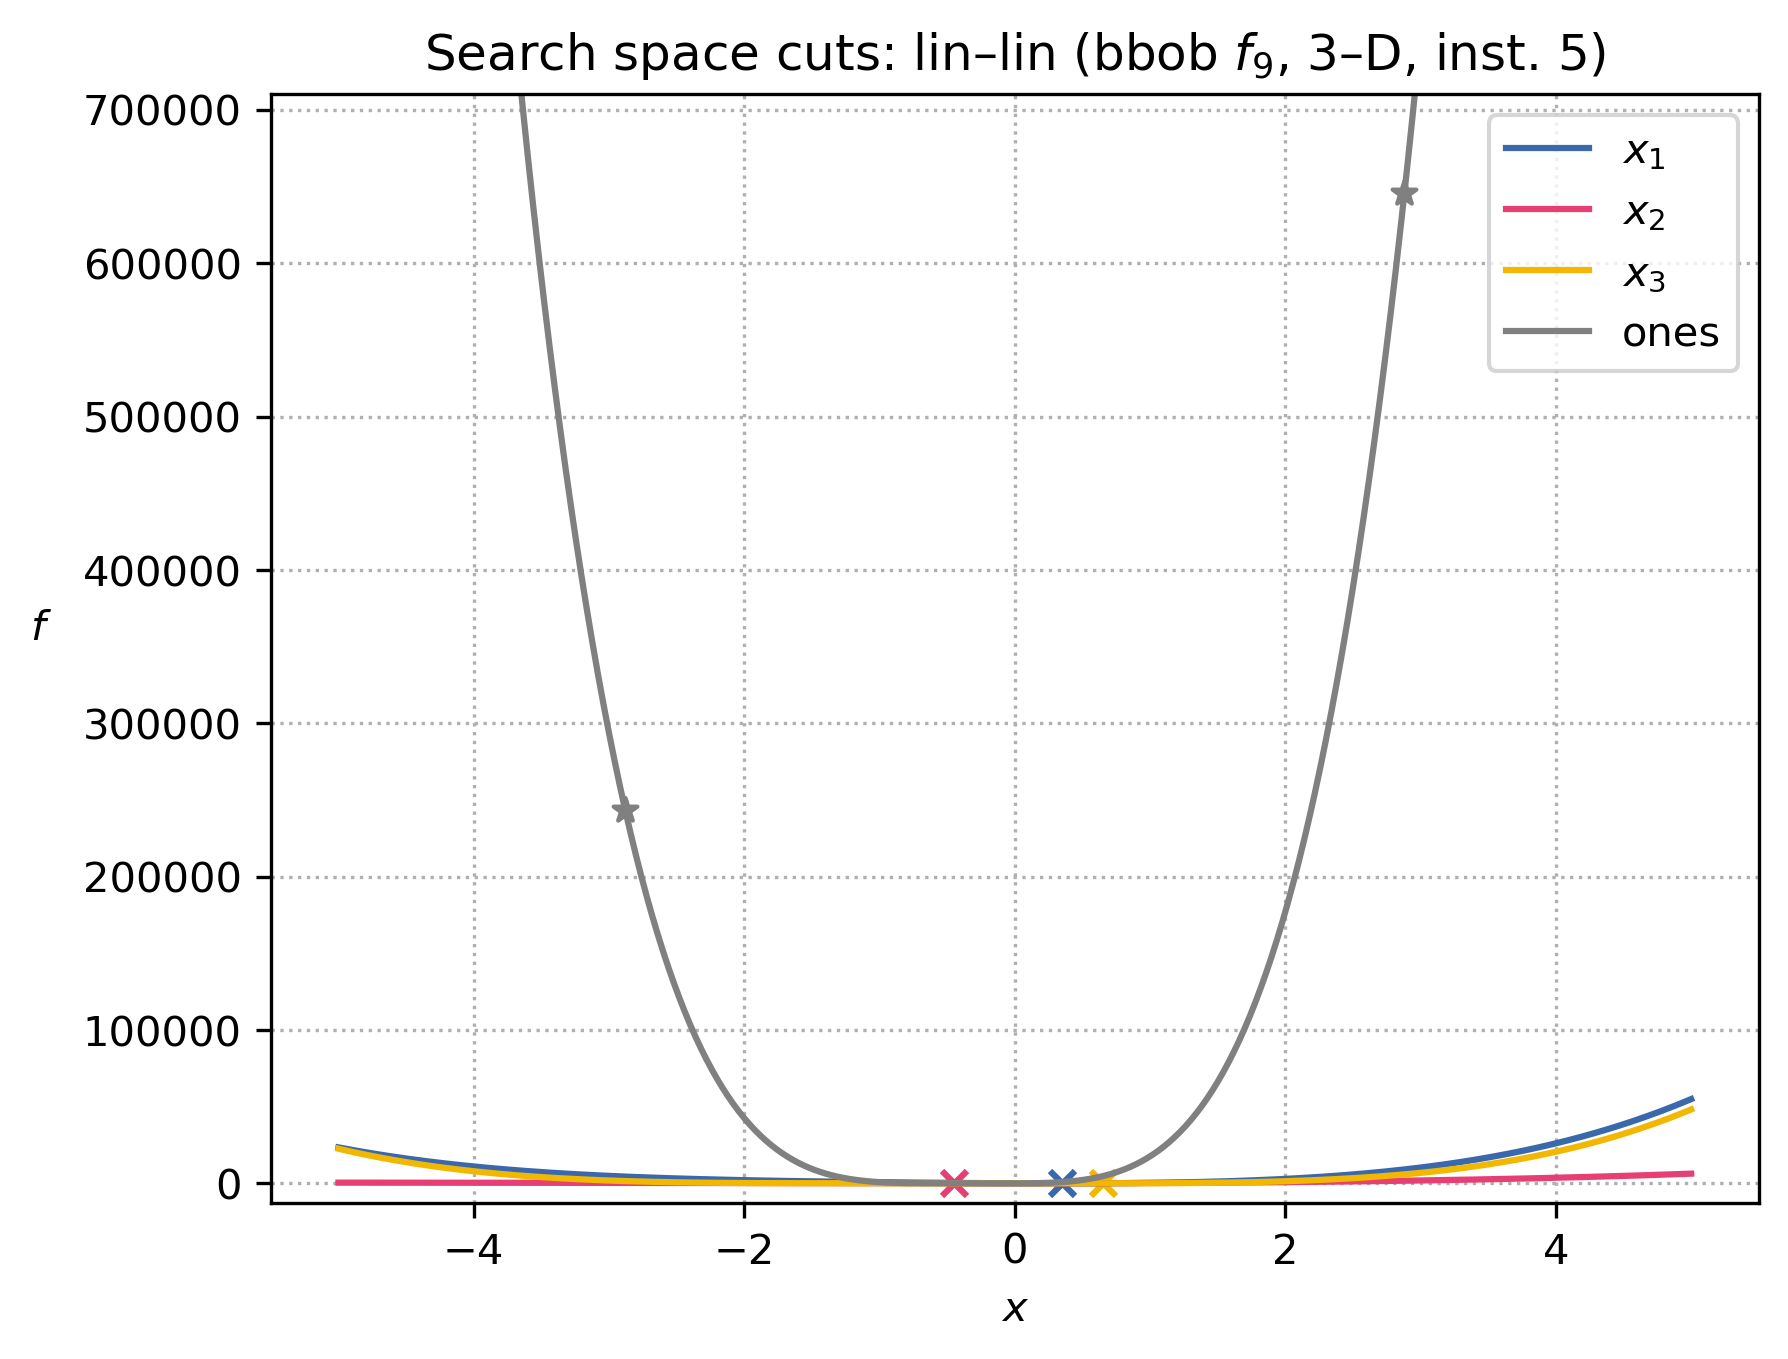 Search space cuts: lin–lin (bbob f₉, 3–D, inst. 5)
700000
600000
500000
400000
300000
200000
100000
0
f
−4
−2
0
2
4
x
x₁
x₂
x₃
ones